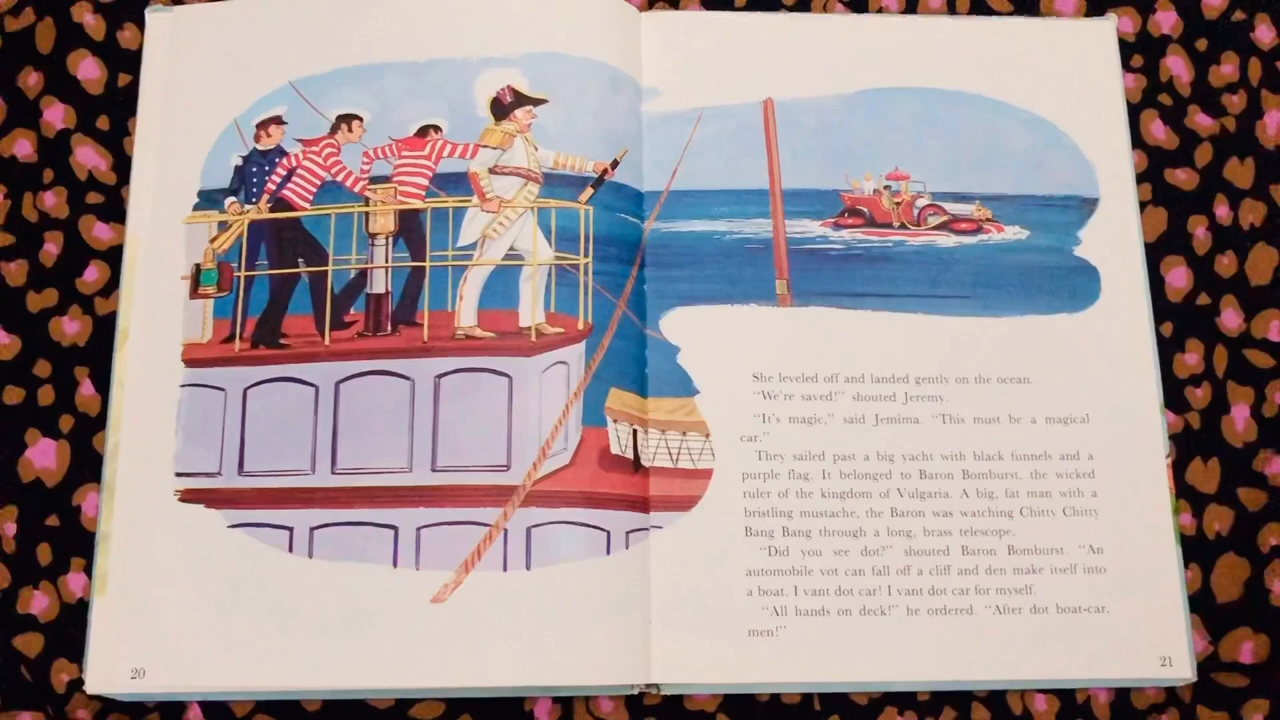 She leveled off and landed gently on the ocean.
"We're saved!" shouted Jeremy.
"It's magic," said Jemima. "This must be a magical
car."
They sailed past a big yacht with black funnels and a
purple flag. It belonged to Baron Bomburst, the wicked
ruler of the kingdom of Vulgaria. A big, fat man with a
bristling mustache, the Baron was watching Chitty Chitty
Bang Bang through a long, brass telescope.
"Did you see dot?" shouted Baron Bomburst. "An
automobile vot can fall off a cliff and den make itself into
a boat. I vant dot car! I vant dot car for myself.
"All hands on deck!" he ordered. "After dot boat-car,
men!"
20
21